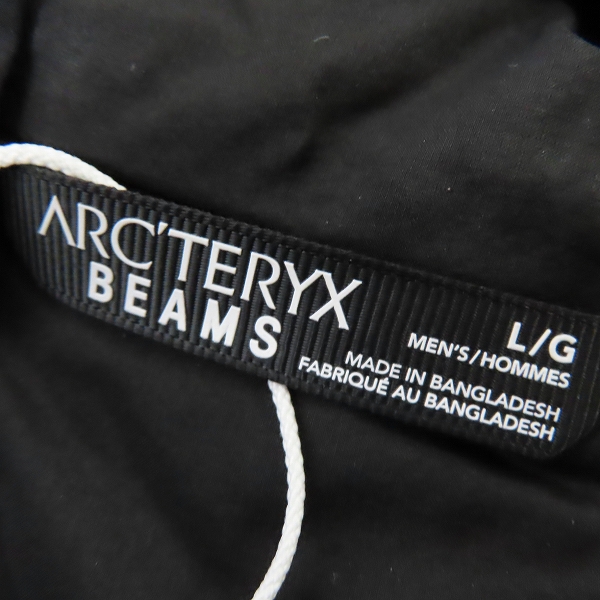 ARC'TERYX
BEAMS
L/G
MEN'S/HOMMES
MADE IN BANGLADESH
FABRIQUÉ AU BANGLADESH